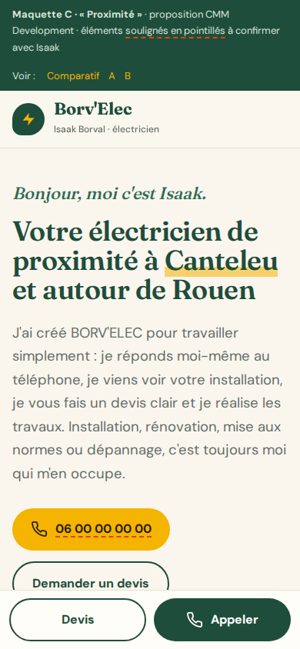 Maquette C · « Proximité » · proposition CMM
Development · éléments soulignés en pointillés à confirmer
avec Isaak
Voir : Comparatif A B
Borv'Elec
Isaak Borval · électricien
Bonjour, moi c'est Isaak.
Votre électricien de
proximité à Canteleu
et autour de Rouen
J'ai créé BORV'ELEC pour travailler
simplement : je réponds moi-même au
téléphone, je viens voir votre installation,
je vous fais un devis clair et je réalise les
travaux. Installation, rénovation, mise aux
normes ou dépannage, c'est toujours moi
qui m'en occupe.
06 00 00 00 00
Demander un devis
Devis
Appeler